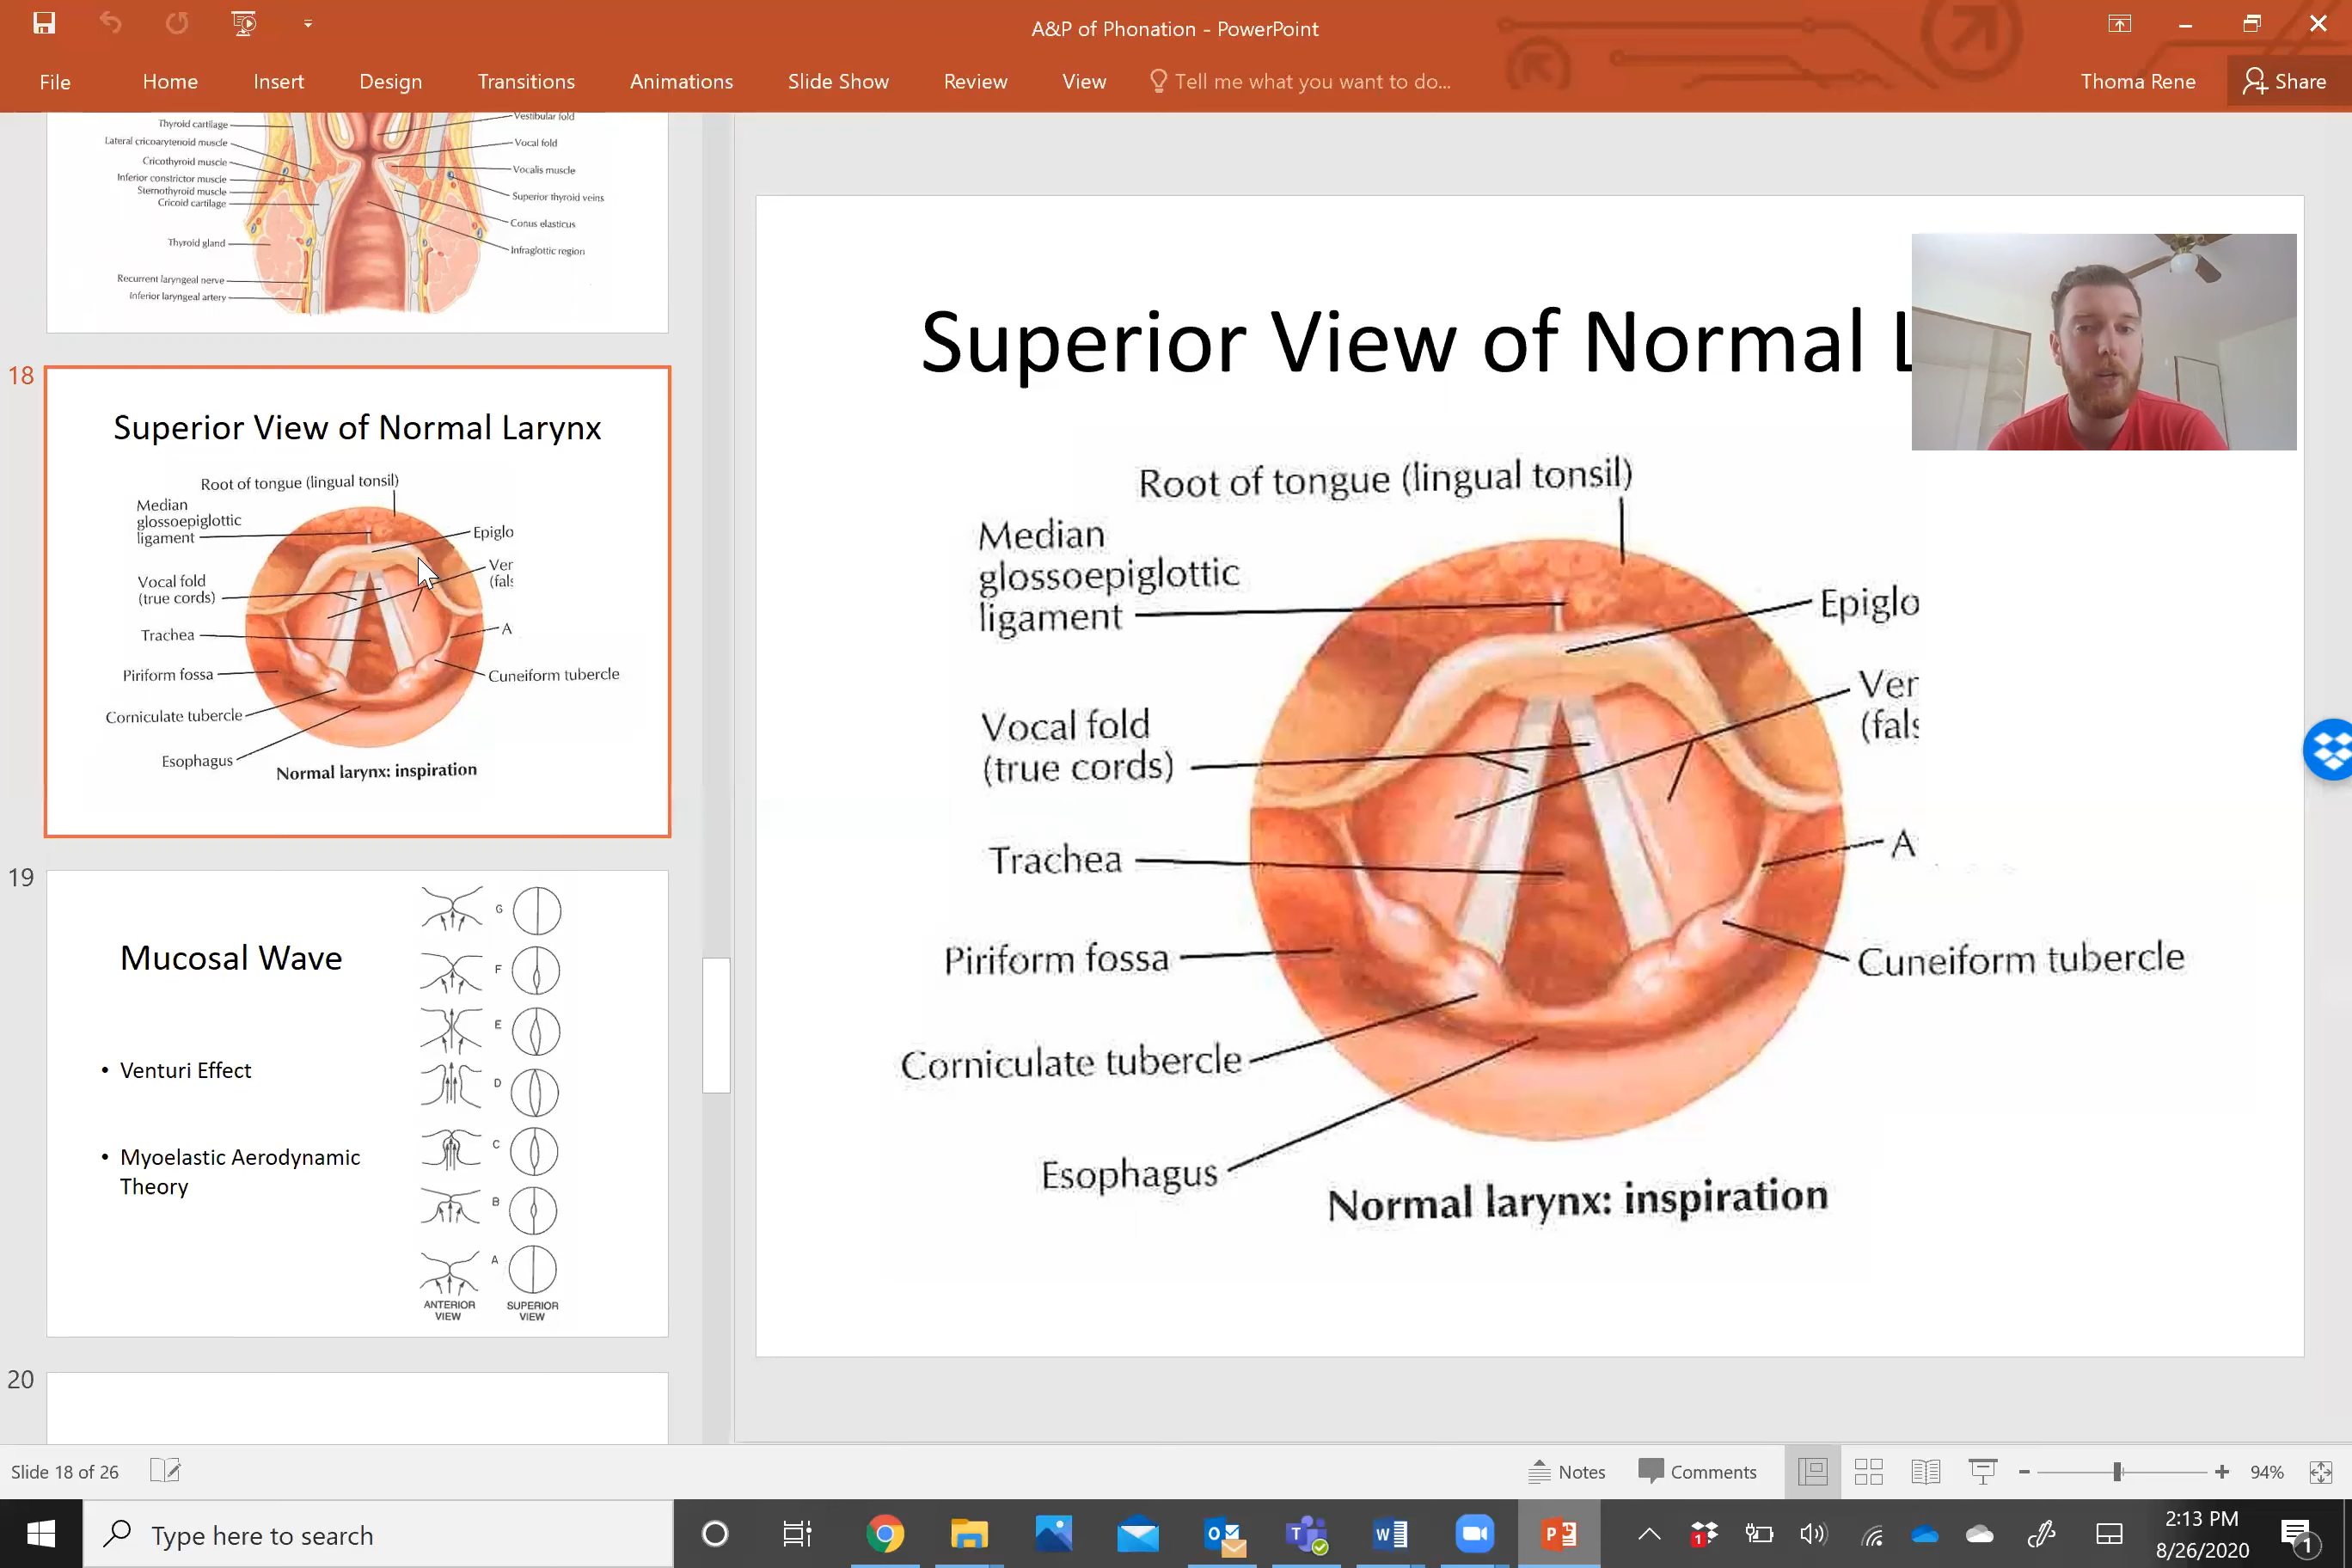 A&P of Phonation - PowerPoint
File Home Insert Design Transitions Animations Slide Show Review View Tell me what you want to do... Thoma Rene Share
Thyroid cartilage
Lateral cricoarytenoid muscle
Cricothyroid muscle
Inferior constrictor muscle
Sternothyroid muscle
Cricoid cartilage
Thyroid gland
Recurrent laryngeal nerve
Inferior laryngeal artery
Vestibular fold
Vocal fold
Vocalis muscle
Superior thyroid veins
Conus elasticus
Infraglottic region
18
Superior View of Normal Larynx
Root of tongue (lingual tonsil)
Median
glossoepiglottic
ligament
Epiglo
Ver
(fals
Vocal fold
(true cords)
Trachea
A
Piriform fossa
Cuneiform tubercle
Corniculate tubercle
Esophagus
Normal larynx: inspiration
19
Mucosal Wave
• Venturi Effect
• Myoelastic Aerodynamic
Theory
G
F
E
D
C
B
A
ANTERIOR
VIEW
SUPERIOR
VIEW
20
Superior View of Normal L
Root of tongue (lingual tonsil)
Median
glossoepiglottic
ligament
Epiglo
Ver
(fals
Vocal fold
(true cords)
Trachea
A
Piriform fossa
Cuneiform tubercle
Corniculate tubercle
Esophagus
Normal larynx: inspiration
Slide 18 of 26
Notes Comments 94%
Type here to search
2:13 PM
8/26/2020
1
1